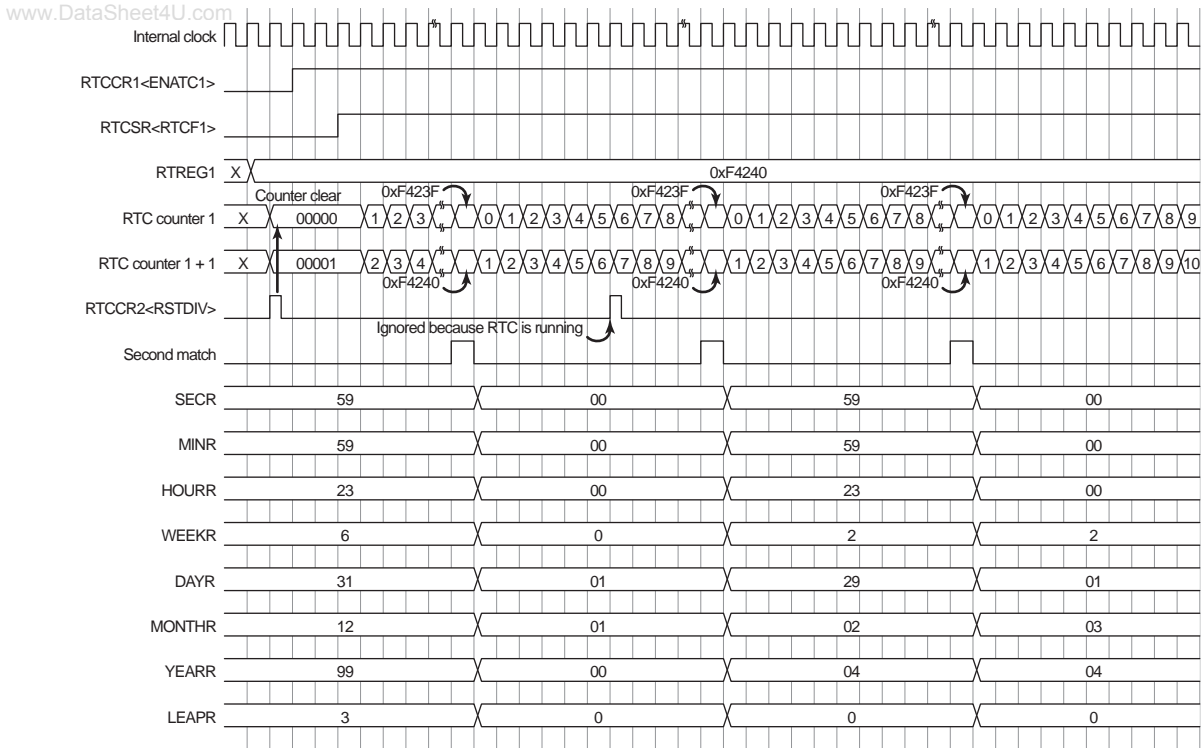 www.DataSheet4U.com
Internal clock
RTCCR1<ENATC1>
RTCSR<RTCF1>
RTREG1 X 0xF4240
Counter clear 0xF423F 0xF423F 0xF423F
RTC counter 1 X 00000 1 2 3 0 1 2 3 4 5 6 7 8 0 1 2 3 4 5 6 7 8 0 1 2 3 4 5 6 7 8 9
RTC counter 1 + 1 X 00001 2 3 4 1 2 3 4 5 6 7 8 9 1 2 3 4 5 6 7 8 9 1 2 3 4 5 6 7 8 9 10
0xF4240 0xF4240 0xF4240
RTCCR2<RSTDIV>
Ignored because RTC is running
Second match
SECR 59 00 59 00
MINR 59 00 59 00
HOURR 23 00 23 00
WEEKR 6 0 2 2
DAYR 31 01 29 01
MONTHR 12 01 02 03
YEARR 99 00 04 04
LEAPR 3 0 0 0